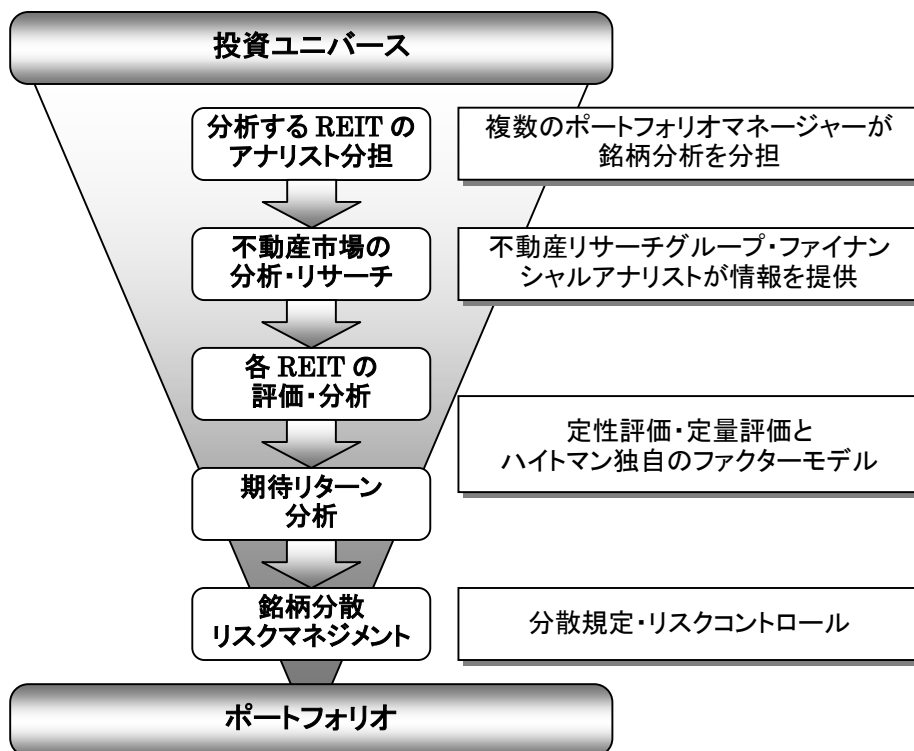 投資ユニバース
分析する REIT の
アナリスト分担
複数のポートフォリオマネージャーが
銘柄分析を分担
不動産市場の
分析・リサーチ
不動産リサーチグループ・ファイナン
シャルアナリストが情報を提供
各 REIT の
評価・分析
定性評価・定量評価と
ハイトマン独自のファクターモデル
期待リターン
分析
銘柄分散
リスクマネジメント
分散規定・リスクコントロール
ポートフォリオ